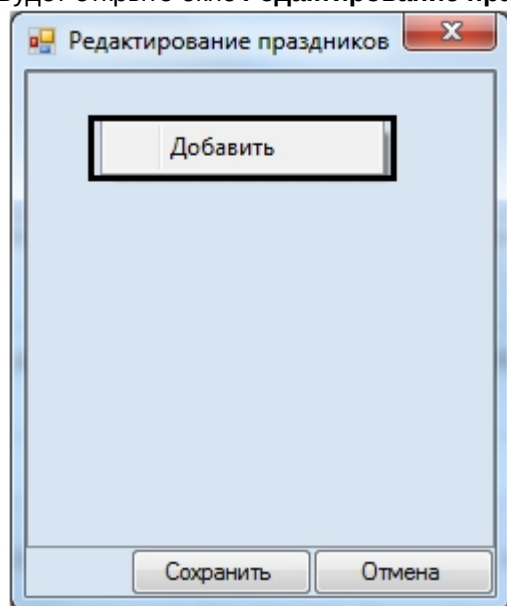 Редактирование праздников
Добавить
Сохранить
Отмена